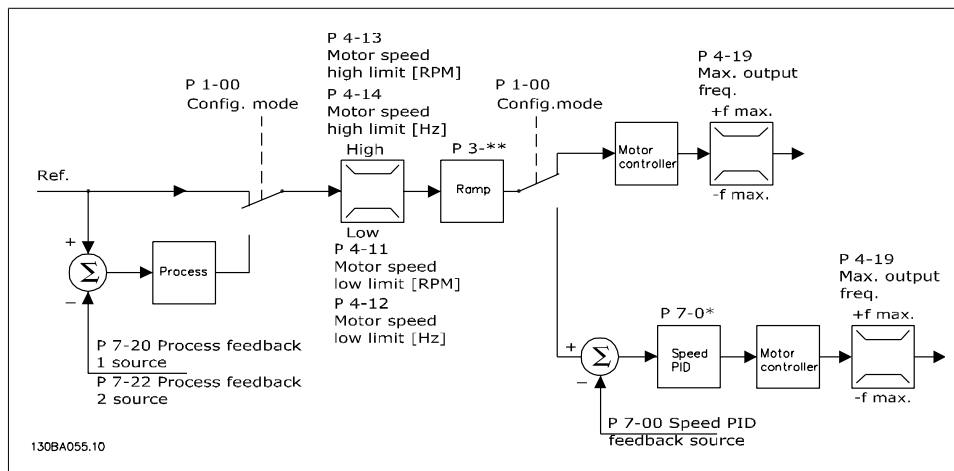 P 4-13
Motor speed
high limit [RPM]
P 4-14
Motor speed
high limit [Hz]
P 1-00
Config. mode
P 1-00
Config.mode
P 4-19
Max. output
freq.
+f max.
High
P 3-**
Motor
controller
Ref.
Ramp
-f max.
Low
+
Σ
−
Process
P 4-11
Motor speed
low limit [RPM]
P 4-12
Motor speed
low limit [Hz]
P 4-19
Max. output
freq.
+f max.
P 7-0*
P 7-20 Process feedback
1 source
P 7-22 Process feedback
2 source
+
Σ
−
Speed
PID
Motor
controller
-f max.
P 7-00 Speed PID
feedback source
130BA055.10